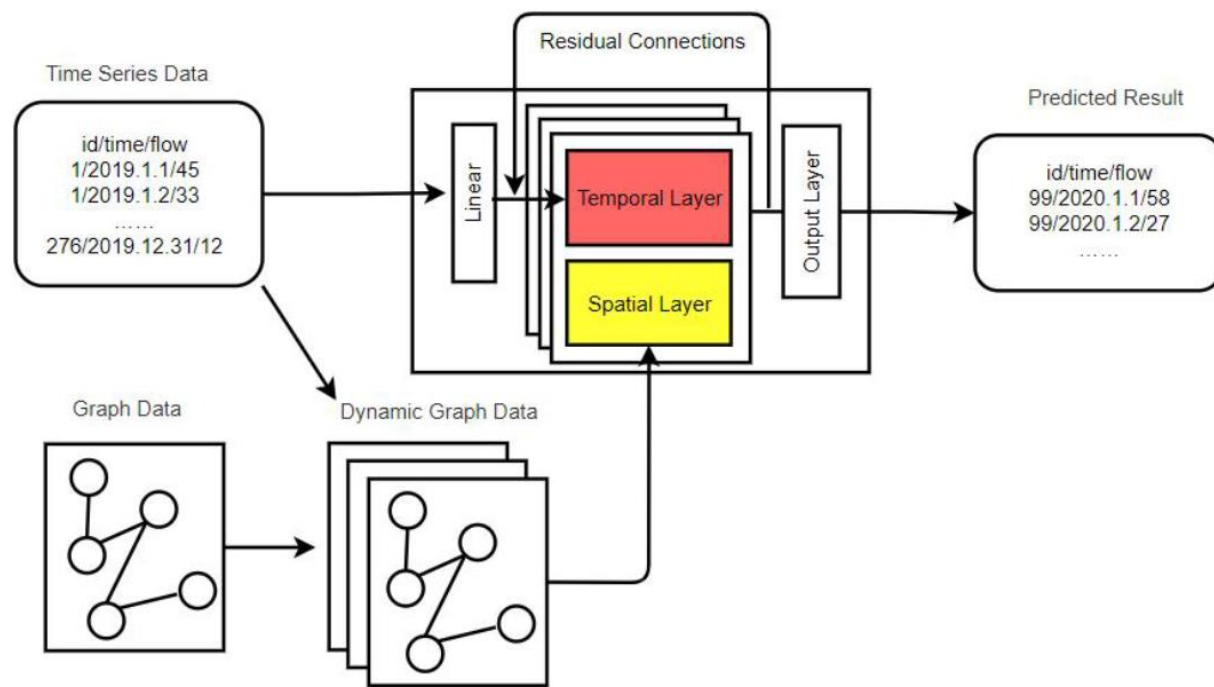 Residual Connections
Time Series Data
id/time/flow
1/2019.1.1/45
1/2019.1.2/33
……
276/2019.12.31/12
Linear
Temporal Layer
Spatial Layer
Output Layer
Predicted Result
id/time/flow
99/2020.1.1/58
99/2020.1.2/27
……
Graph Data
Dynamic Graph Data